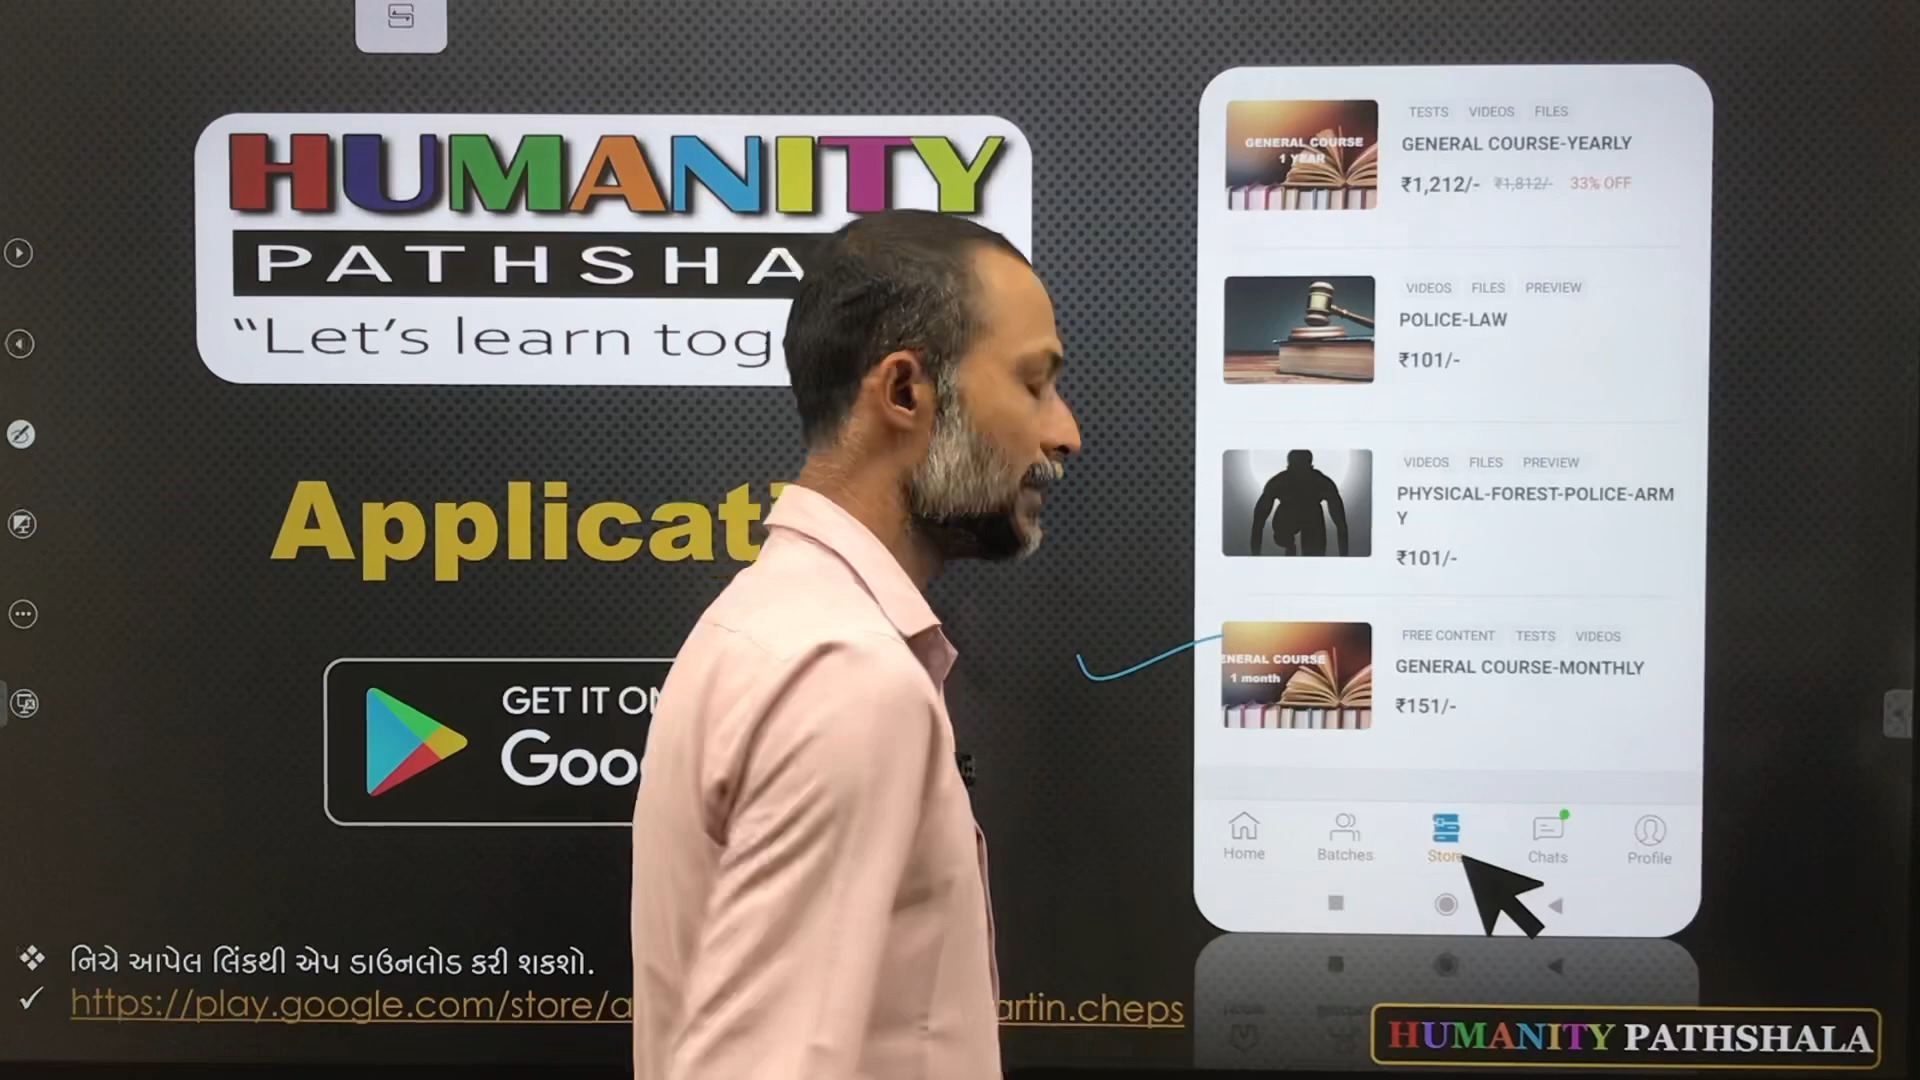 HUMANITY
PATHSHA
“Let’s learn tog
Applicati
GET IT ON
Goo
❖ નિચે આપેલ લિંકથી એપ ડાઉનલોડ કરી શકશો.
✓ https://play.google.com/store/a artin.cheps
TESTS VIDEOS FILES
GENERAL COURSE
1 YEAR
GENERAL COURSE-YEARLY
₹1,212/- ₹1,812/- 33% OFF
VIDEOS FILES PREVIEW
POLICE-LAW
₹101/-
VIDEOS FILES PREVIEW
PHYSICAL-FOREST-POLICE-ARM
Y
₹101/-
FREE CONTENT TESTS VIDEOS
ENERAL COURSE
1 month
GENERAL COURSE-MONTHLY
₹151/-
Home Batches Store Chats Profile
HUMANITY PATHSHALA